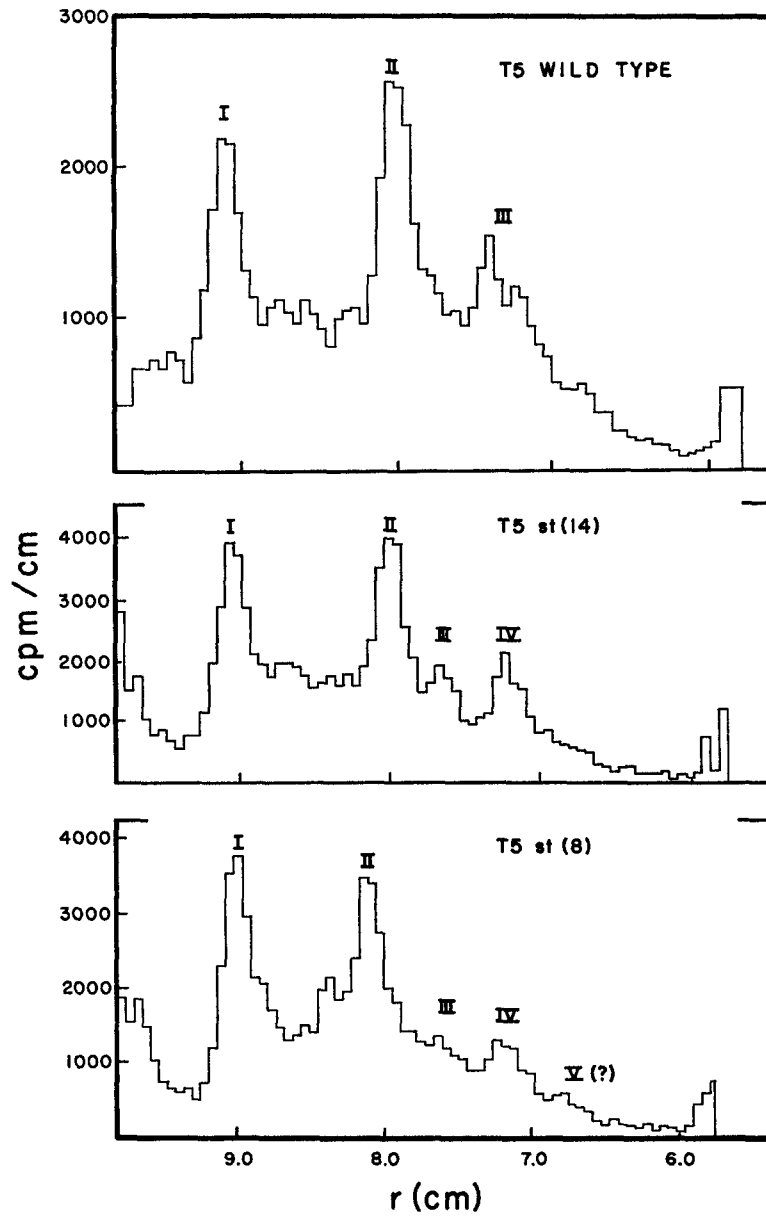 3000
II
T5 WILD TYPE
I
2000
III
1000
I
II
T5 st(14)
4000
3000
III
IV
2000
1000
cpm/cm
I
II
T5 st(8)
4000
3000
2000
III
IV
1000
V(?)
9.0
8.0
7.0
6.0
r (cm)